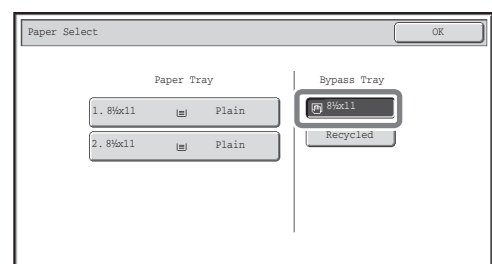 Paper Select
OK
Paper Tray
Bypass Tray
1. 8½x11 Plain
8½x11
2. 8½x11 Plain
Recycled